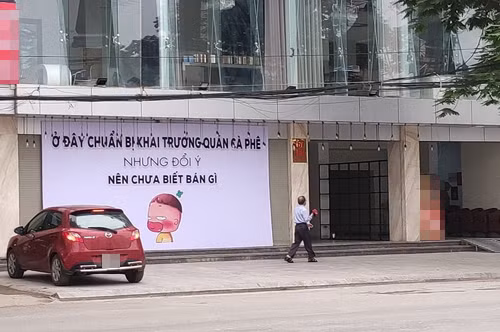 Ở ĐÂY CHUẨN BỊ KHAI TRƯƠNG QUÁN CÀ PHÊ
NHƯNG ĐỔI Ý
NÊN CHƯA BIẾT BÁN GÌ